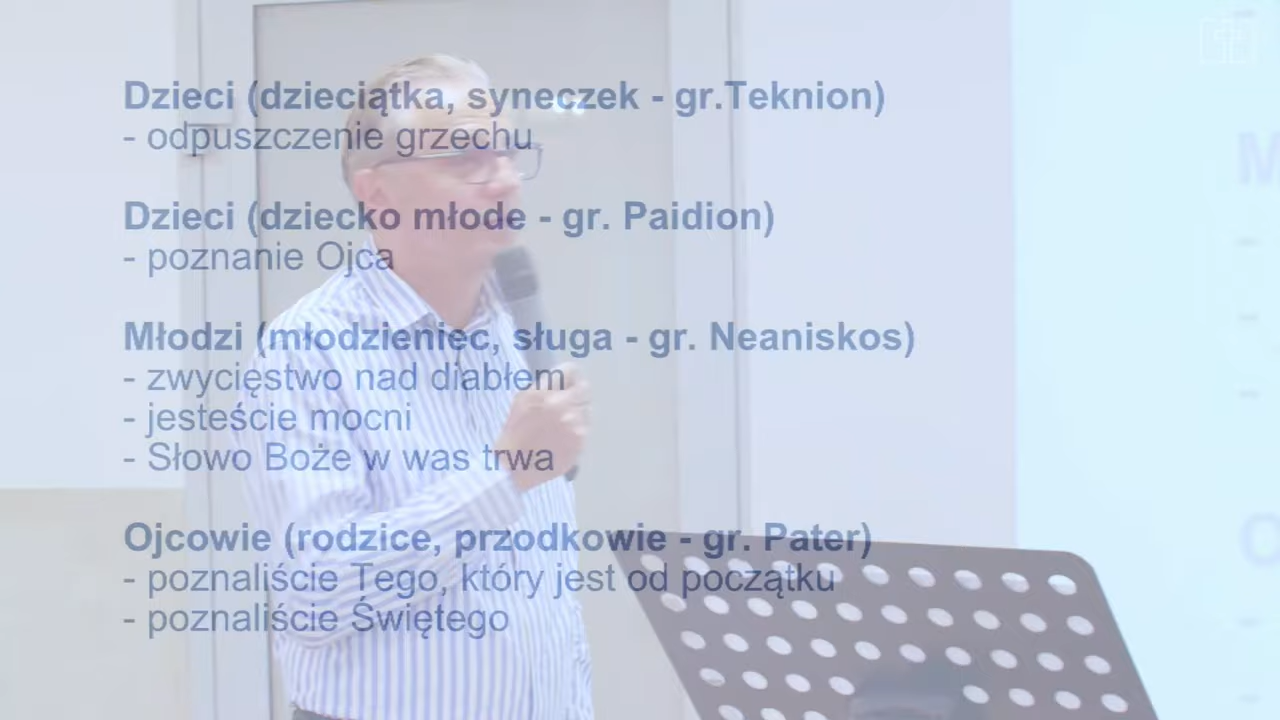 Dzieci (dzieciątka, syneczek - gr.Teknion)
- odpuszczenie grzechu
Dzieci (dziecko młode - gr. Paidion)
- poznanie Ojca
Młodzi (młodzieniec, sługa - gr. Neaniskos)
- zwycięstwo nad diabłem
- jesteście mocni
- Słowo Boże w was trwa
Ojcowie (rodzice, przodkowie - gr. Pater)
- poznaliście Tego, który jest od początku
- poznaliście Świętego